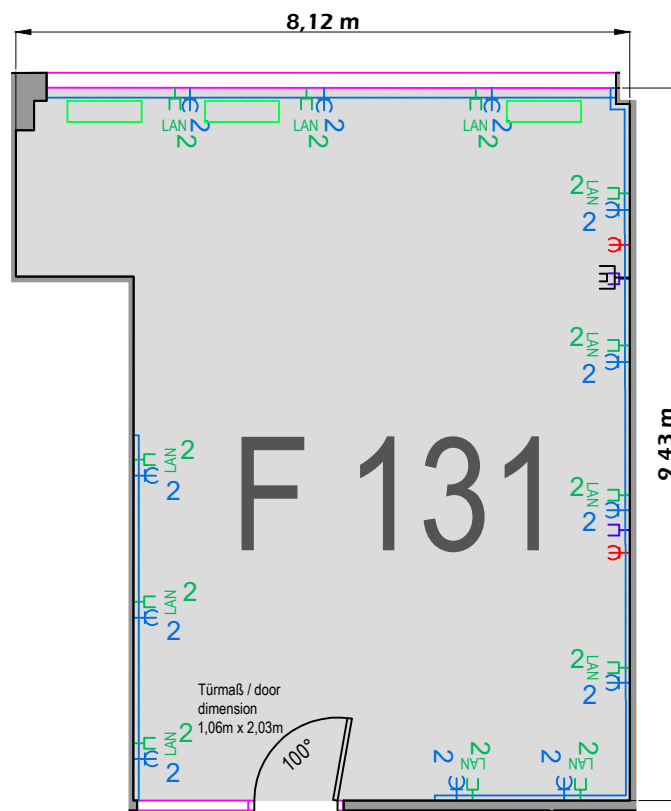 8,12 m
2 2 2
LAN LAN LAN
2 2 2
2 LAN
2
2 LAN
2
9,43 m
F 131
LAN 2
2
2 LAN
2
LAN 2
2
2 LAN
2
Türmaß / door
dimension
1,06m x 2,03m
100°
LAN 2
2
2 2 2 2
LAN LAN